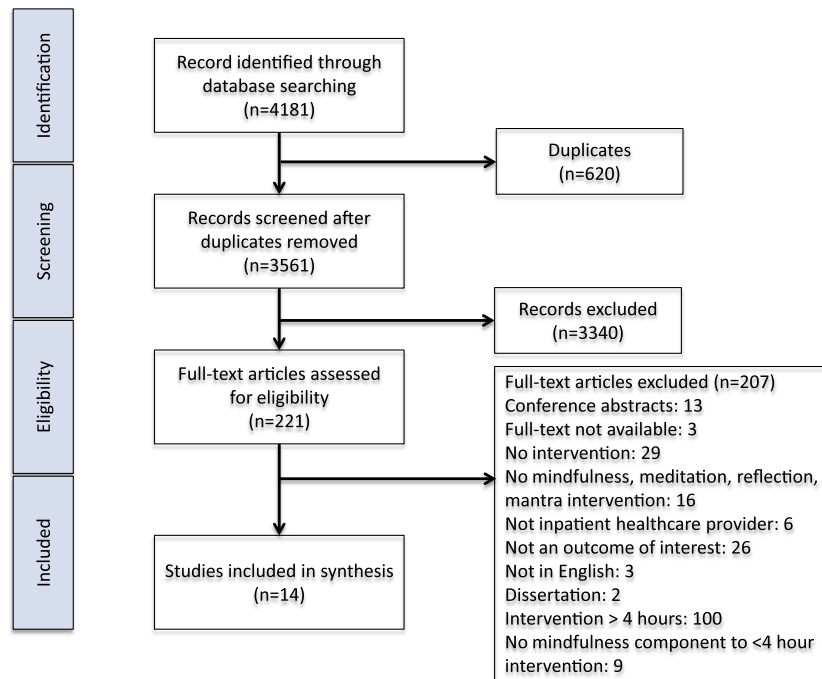 Identification
Record identified through
database searching
(n=4181)
Duplicates
(n=620)
Screening
Records screened after
duplicates removed
(n=3561)
Records excluded
(n=3340)
Eligibility
Full-text articles assessed
for eligibility
(n=221)
Full-text articles excluded (n=207)
Conference abstracts: 13
Full-text not available: 3
No intervention: 29
No mindfulness, meditation, reflection,
mantra intervention: 16
Not inpatient healthcare provider: 6
Not an outcome of interest: 26
Not in English: 3
Dissertation: 2
Intervention > 4 hours: 100
No mindfulness component to <4 hour
intervention: 9
Included
Studies included in synthesis
(n=14)